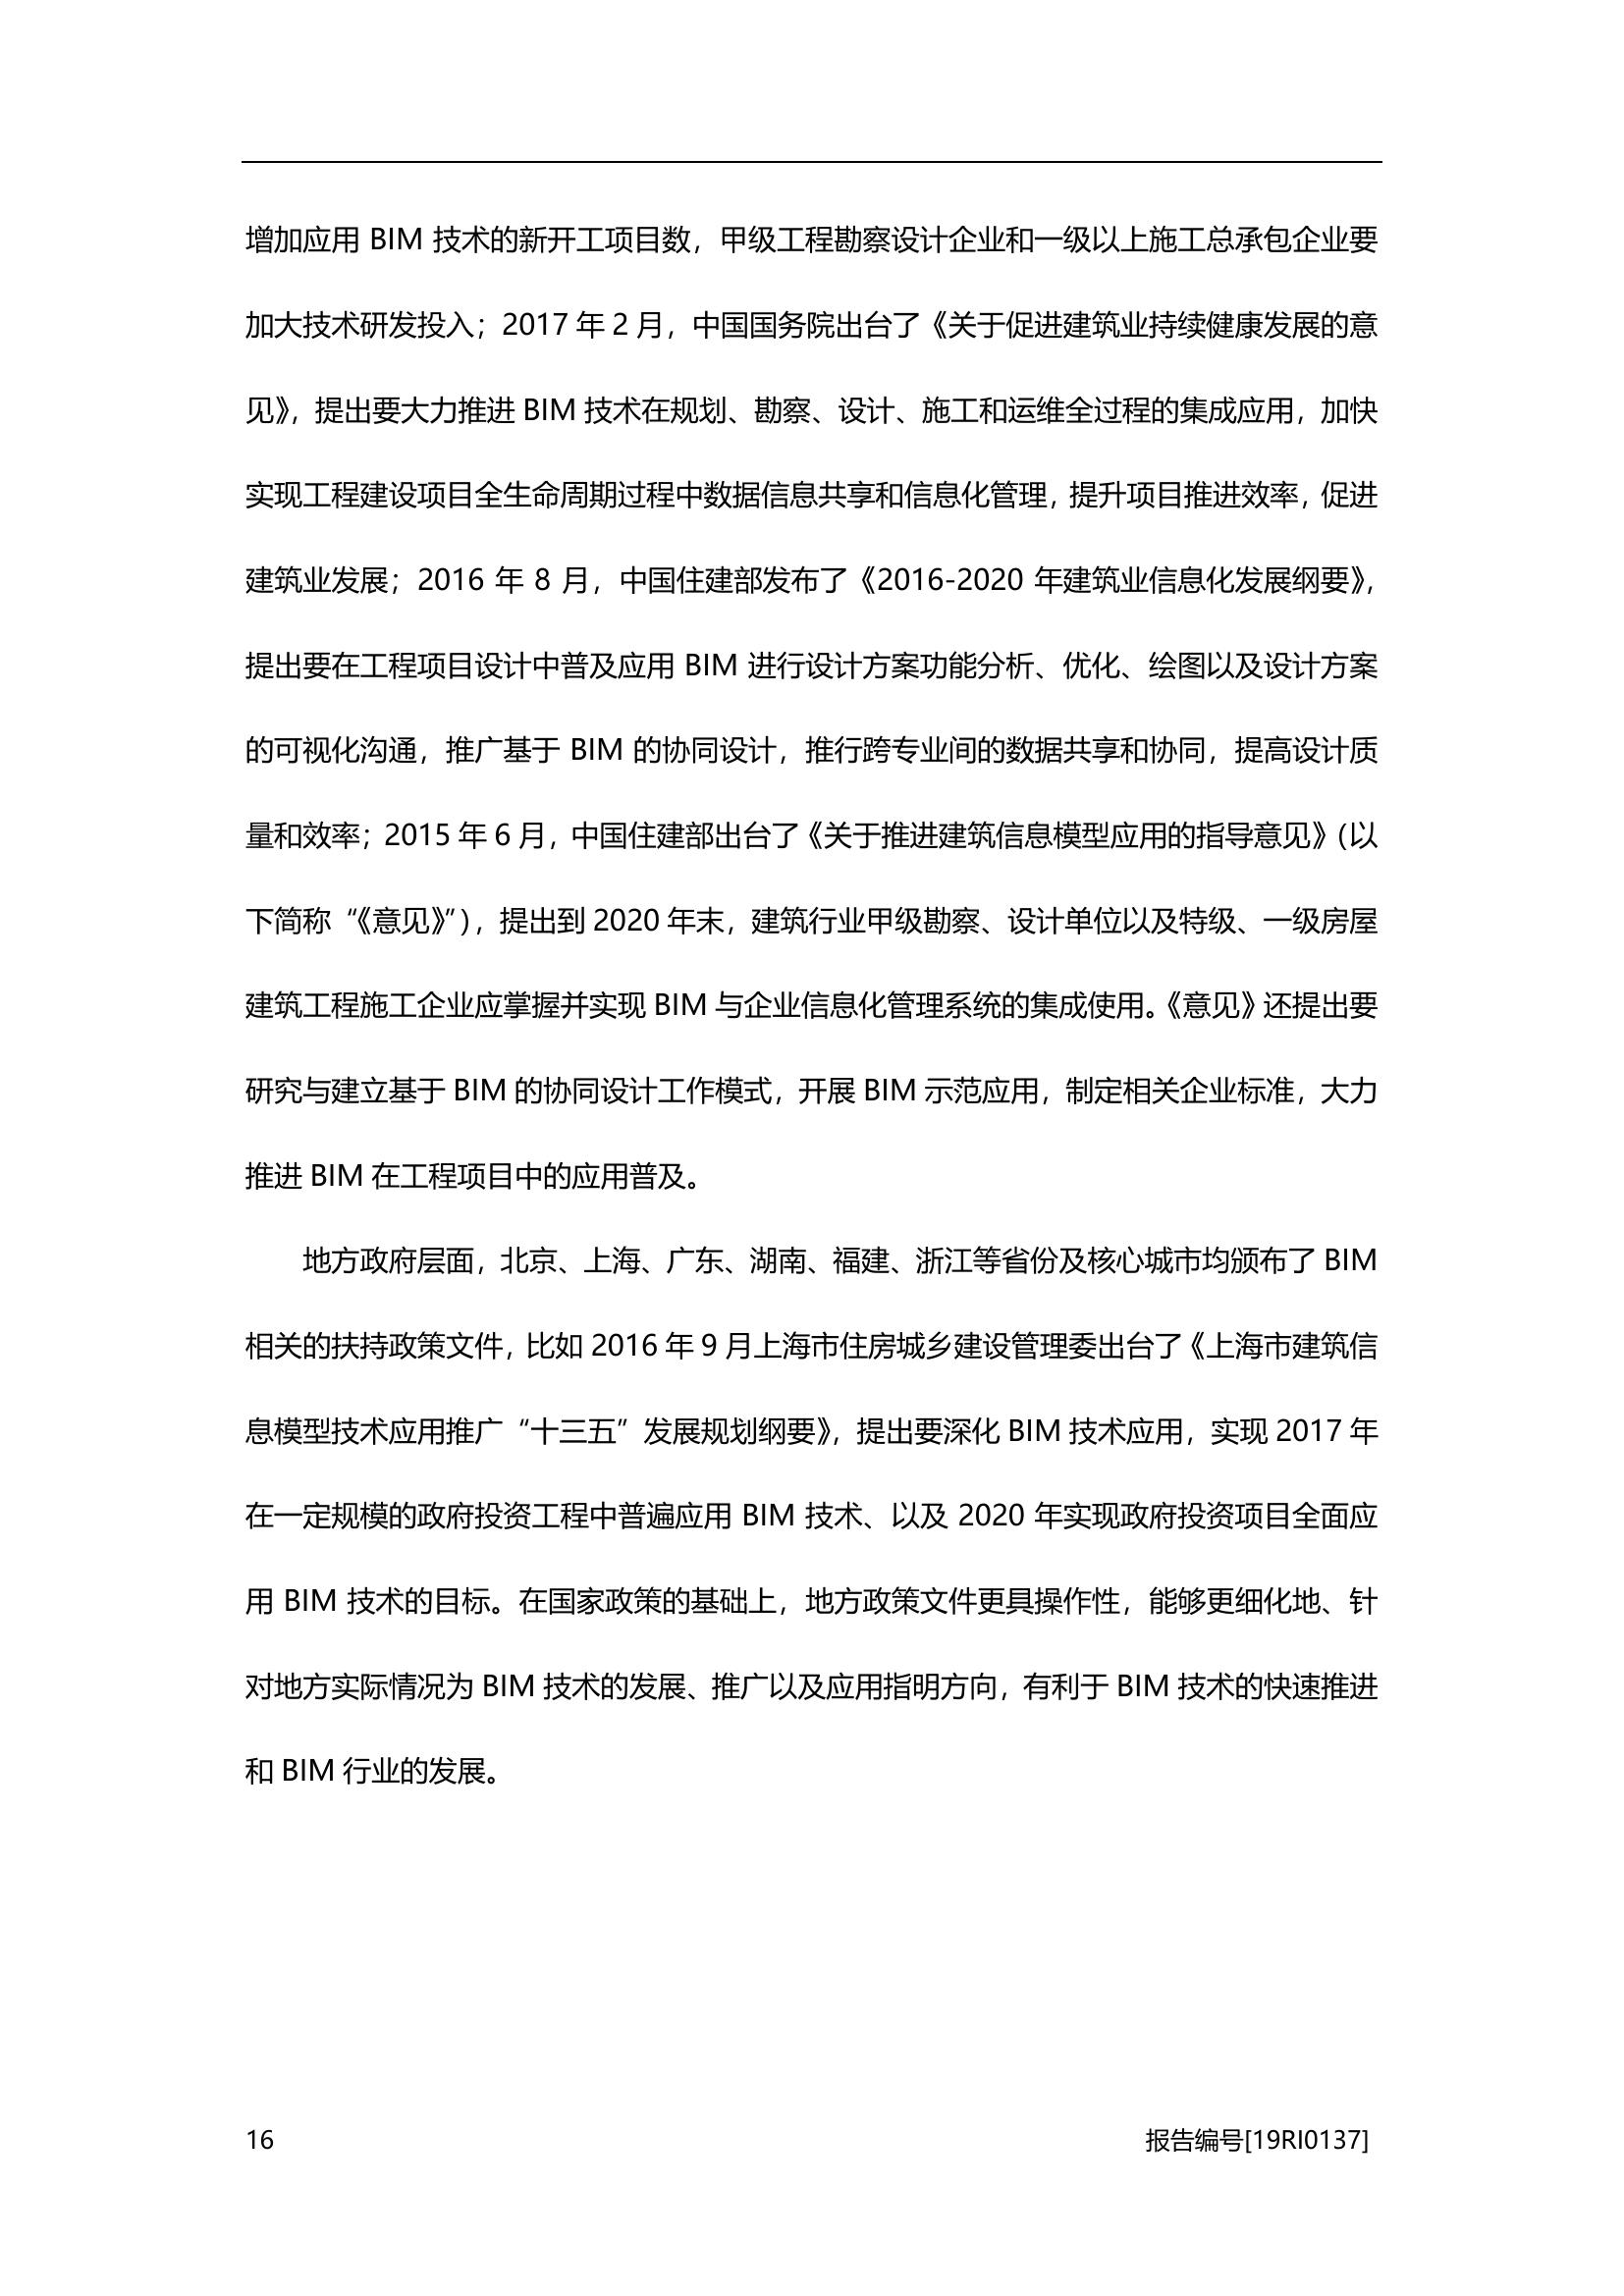 增加应用 BIM 技术的新开工项目数，甲级工程勘察设计企业和一级以上施工总承包企业要
加大技术研发投入；2017 年 2 月，中国国务院出台了《关于促进建筑业持续健康发展的意
见》，提出要大力推进 BIM 技术在规划、勘察、设计、施工和运维全过程的集成应用，加快
实现工程建设项目全生命周期过程中数据信息共享和信息化管理，提升项目推进效率，促进
建筑业发展；2016 年 8 月，中国住建部发布了《2016-2020 年建筑业信息化发展纲要》，
提出要在工程项目设计中普及应用 BIM 进行设计方案功能分析、优化、绘图以及设计方案
的可视化沟通，推广基于 BIM 的协同设计，推行跨专业间的数据共享和协同，提高设计质
量和效率；2015 年 6 月，中国住建部出台了《关于推进建筑信息模型应用的指导意见》（以
下简称“《意见》”），提出到 2020 年末，建筑行业甲级勘察、设计单位以及特级、一级房屋
建筑工程施工企业应掌握并实现 BIM 与企业信息化管理系统的集成使用。《意见》还提出要
研究与建立基于 BIM 的协同设计工作模式，开展 BIM 示范应用，制定相关企业标准，大力
推进 BIM 在工程项目中的应用普及。
地方政府层面，北京、上海、广东、湖南、福建、浙江等省份及核心城市均颁布了 BIM
相关的扶持政策文件，比如 2016 年 9 月上海市住房城乡建设管理委出台了《上海市建筑信
息模型技术应用推广“十三五”发展规划纲要》，提出要深化 BIM 技术应用，实现 2017 年
在一定规模的政府投资工程中普遍应用 BIM 技术、以及 2020 年实现政府投资项目全面应
用 BIM 技术的目标。在国家政策的基础上，地方政策文件更具操作性，能够更细化地、针
对地方实际情况为 BIM 技术的发展、推广以及应用指明方向，有利于 BIM 技术的快速推进
和 BIM 行业的发展。
16 报告编号[19RI0137]